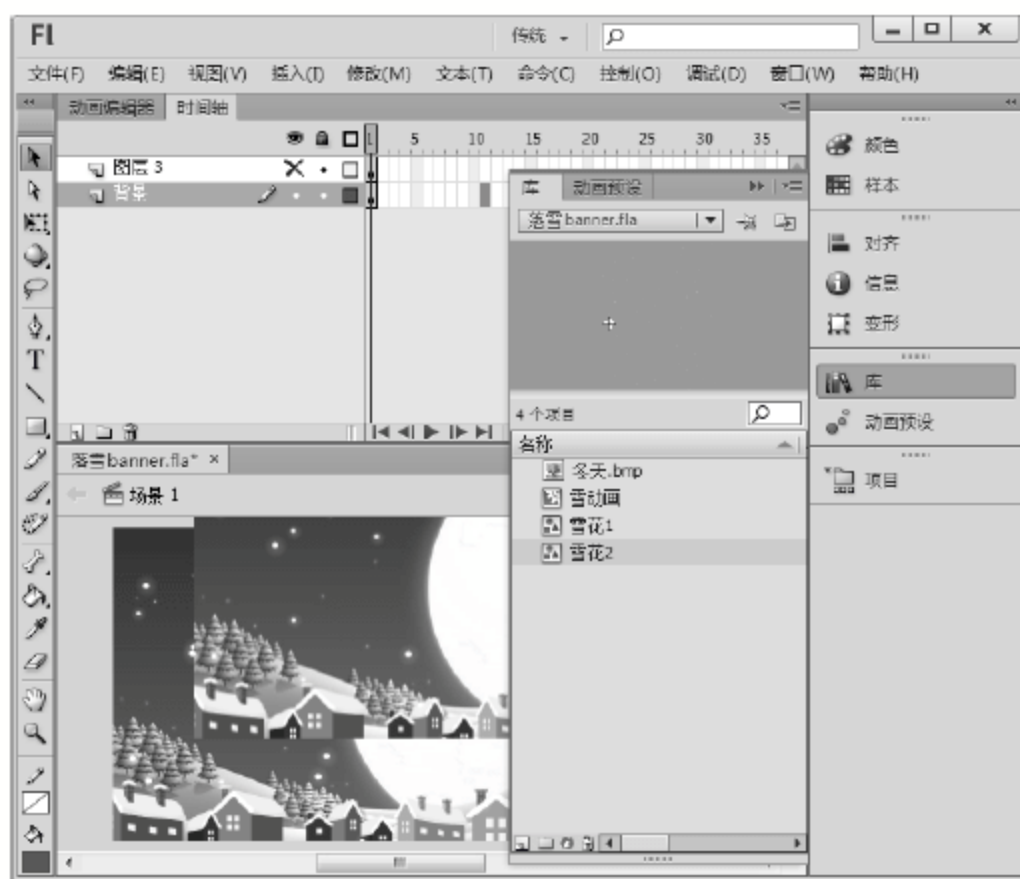 Fl 传统
文件(F) 编辑(E) 视图(V) 插入(I) 修改(M) 文本(T) 命令(C) 控制(O) 调试(D) 窗口(W) 帮助(H)
动画编辑器 时间轴
1 5 10 15 20 25 30 35
图层 3
背景
库 动画预设
落雪banner.fla
4 个项目
名称
冬天.bmp
雪动画
雪花1
雪花2
落雪banner.fla* ×
场景 1
T
颜色
样本
对齐
信息
变形
库
动画预设
项目